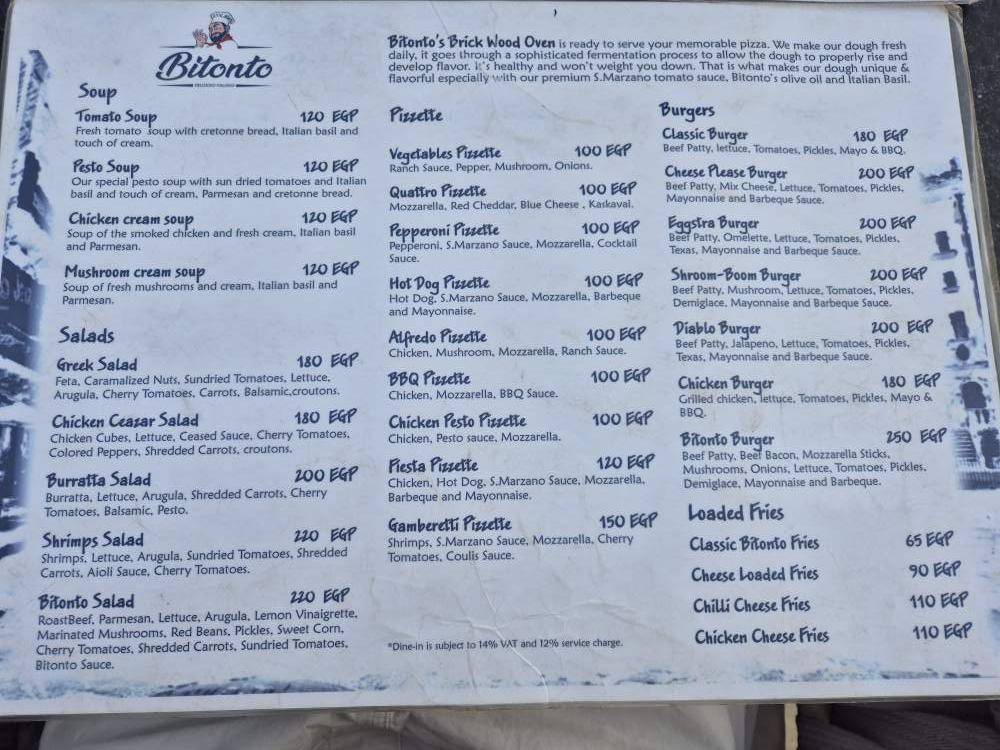 Bitonto
Bitonto's Brick Wood Oven is ready to serve your memorable pizza. We make our dough fresh
daily, it goes through a sophisticated fermentation process to allow the dough to properly rise and
develop flavor. it's healthy and won't weight you down. That is what makes our dough unique &
flavorful especially with our premium S.Marzano tomato sauce, Bitonto's olive oil and Italian Basil.
Soup
Tomato Soup 120 EGP
Fresh tomato soup with cretonne bread, Italian basil and
touch of cream.
Pesto Soup 120 EGP
Our special pesto soup with sun dried tomatoes and Italian
basil and touch of cream, Parmesan and cretonne bread.
Chicken cream soup 120 EGP
Soup of the smoked chicken and fresh cream, Italian basil
and Parmesan.
Mushroom cream soup 120 EGP
Soup of fresh mushrooms and cream, Italian basil and
Parmesan.
Salads
Greek Salad 180 EGP
Feta, Caramalized Nuts, Sundried Tomatoes, Lettuce,
Arugula, Cherry Tomatoes, Carrots, Balsamic,croutons.
Chicken Ceazar Salad 180 EGP
Chicken Cubes, Lettuce, Ceased Sauce, Cherry Tomatoes,
Colored Peppers, Shredded Carrots, croutons.
Burratta Salad 200 EGP
Burratta, Lettuce, Arugula, Shredded Carrots, Cherry
Tomatoes, Balsamic, Pesto.
Shrimps Salad 220 EGP
Shrimps, Lettuce, Arugula, Sundried Tomatoes, Shredded
Carrots, Aioli Sauce, Cherry Tomatoes.
Bitonto Salad 220 EGP
RoastBeef, Parmesan, Lettuce, Arugula, Lemon Vinaigrette,
Marinated Mushrooms, Red Beans, Pickles, Sweet Corn,
Cherry Tomatoes, Shredded Carrots, Sundried Tomatoes,
Bitonto Sauce.
Pizzette
Vegetables Pizzette 100 EGP
Ranch Sauce, Pepper, Mushroom, Onions.
Quattro Pizzette 100 EGP
Mozzarella, Red Cheddar, Blue Cheese , Kaskaval.
Pepperoni Pizzette 100 EGP
Pepperoni, S.Marzano Sauce, Mozzarella, Cocktail
Sauce.
Hot Dog Pizzette 100 EGP
Hot Dog, S.Marzano Sauce, Mozzarella, Barbeque
and Mayonnaise.
Alfredo Pizzette 100 EGP
Chicken, Mushroom, Mozzarella, Ranch Sauce.
BBQ Pizzette 100 EGP
Chicken, Mozzarella, BBQ Sauce.
Chicken Pesto Pizzette 100 EGP
Chicken, Pesto sauce, Mozzarella.
Fiesta Pizzette 120 EGP
Chicken, Hot Dog, S.Marzano Sauce, Mozzarella,
Barbeque and Mayonnaise.
Gamberetti Pizzette 150 EGP
Shrimps, S.Marzano Sauce, Mozzarella, Cherry
Tomatoes, Coulis Sauce.
*Dine-in is subject to 14% VAT and 12% service charge.
Burgers
Classic Burger 180 EGP
Beef Patty, lettuce, Tomatoes, Pickles, Mayo & BBQ.
Cheese Please Burger 200 EGP
Beef Patty, Mix Cheese, Lettuce, Tomatoes, Pickles,
Mayonnaise and Barbeque Sauce.
Eggstra Burger 200 EGP
Beef Patty, Omelette, Lettuce, Tomatoes, Pickles,
Texas, Mayonnaise and Barbeque Sauce.
Shroom-Boom Burger 200 EGP
Beef Patty, Mushroom, Lettuce, Tomatoes, Pickles,
Demiglace, Mayonnaise and Barbeque Sauce.
Diablo Burger 200 EGP
Beef Patty, Jalapeno, Lettuce, Tomatoes, Pickles,
Texas, Mayonnaise and Barbeque Sauce.
Chicken Burger 180 EGP
Grilled chicken, lettuce, Tomatoes, Pickles, Mayo &
BBQ.
Bitonto Burger 250 EGP
Beef Patty, Beef Bacon, Mozzarella Sticks,
Mushrooms, Onions, Lettuce, Tomatoes, Pickles,
Demiglace, Mayonnaise and Barbeque Sauce.
Loaded Fries
Classic Bitonto Fries 65 EGP
Cheese Loaded Fries 90 EGP
Chilli Cheese Fries 110 EGP
Chicken Cheese Fries 110 EGP